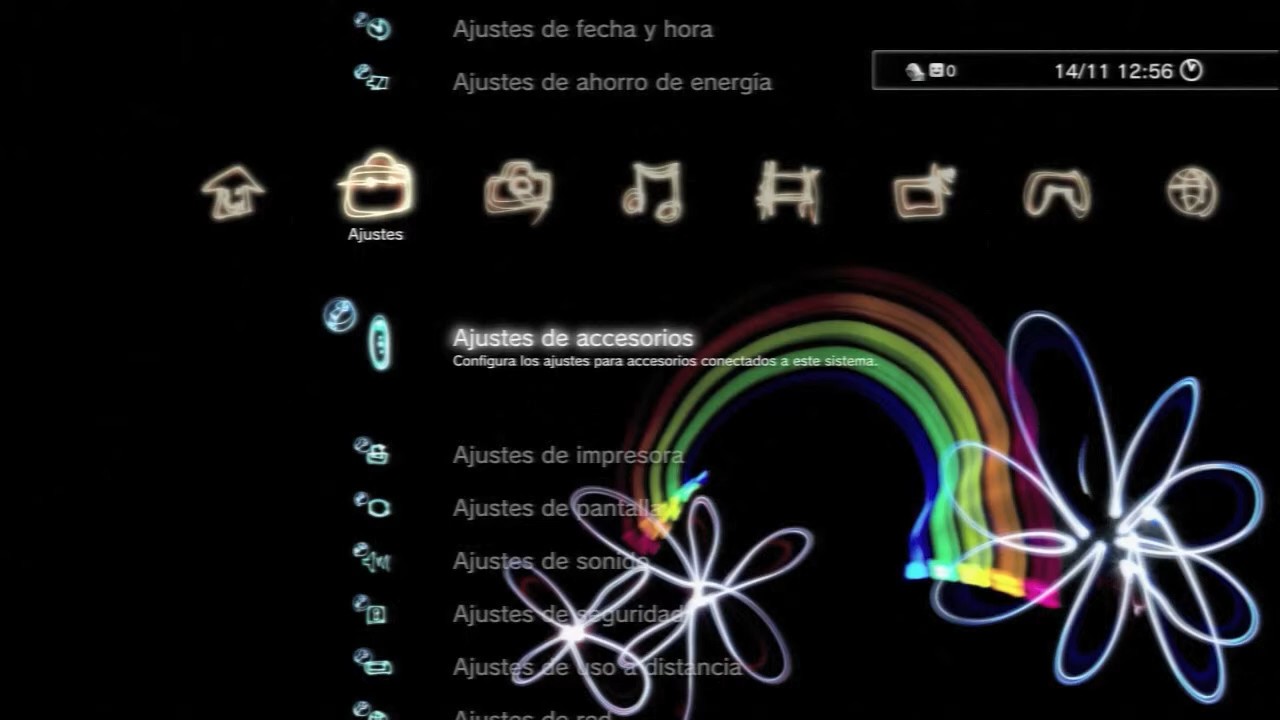 Ajustes de fecha y hora
Ajustes de ahorro de energía
0
14/11 12:56
Ajustes
Ajustes de accesorios
Configura los ajustes para accesorios conectados a este sistema.
Ajustes de impresora
Ajustes de pantalla
Ajustes de sonido
Ajustes de seguridad
Ajustes de uso a distancia
Ajustes de red